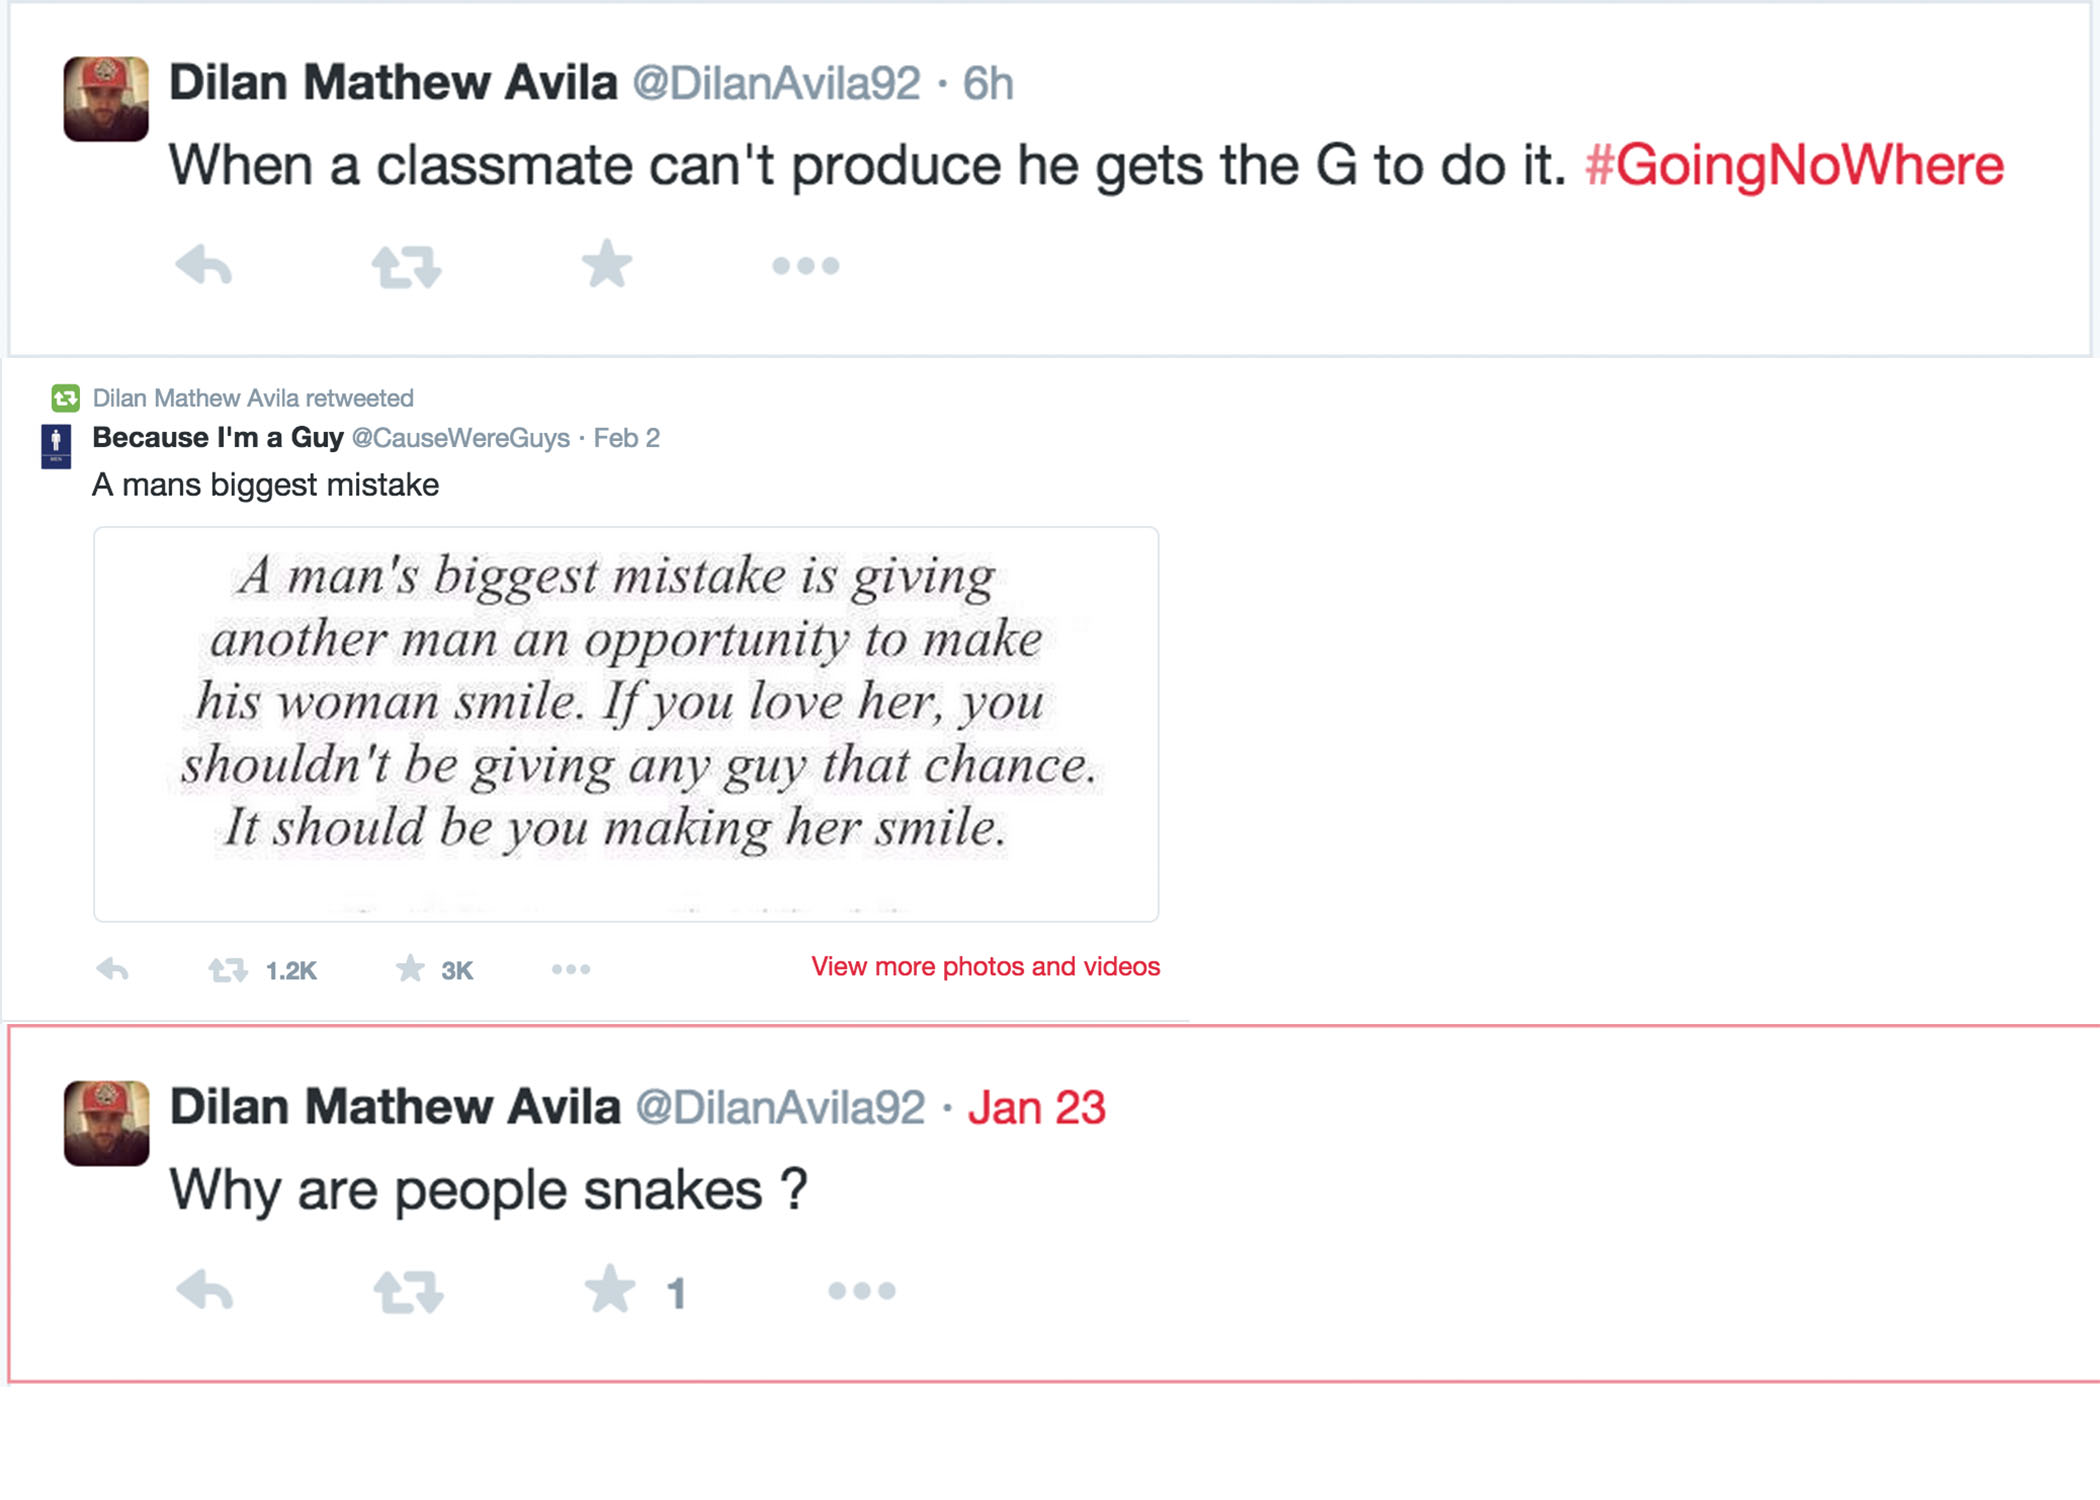 Dilan Mathew Avila @DilanAvila92 · 6h
When a classmate can't produce he gets the G to do it. #GoingNoWhere
Dilan Mathew Avila retweeted
Because I'm a Guy @CauseWereGuys · Feb 2
MEN
A mans biggest mistake
A man's biggest mistake is giving
another man an opportunity to make
his woman smile. If you love her, you
shouldn't be giving any guy that chance.
It should be you making her smile.
1.2K 3K View more photos and videos
Dilan Mathew Avila @DilanAvila92 · Jan 23
Why are people snakes ?
1